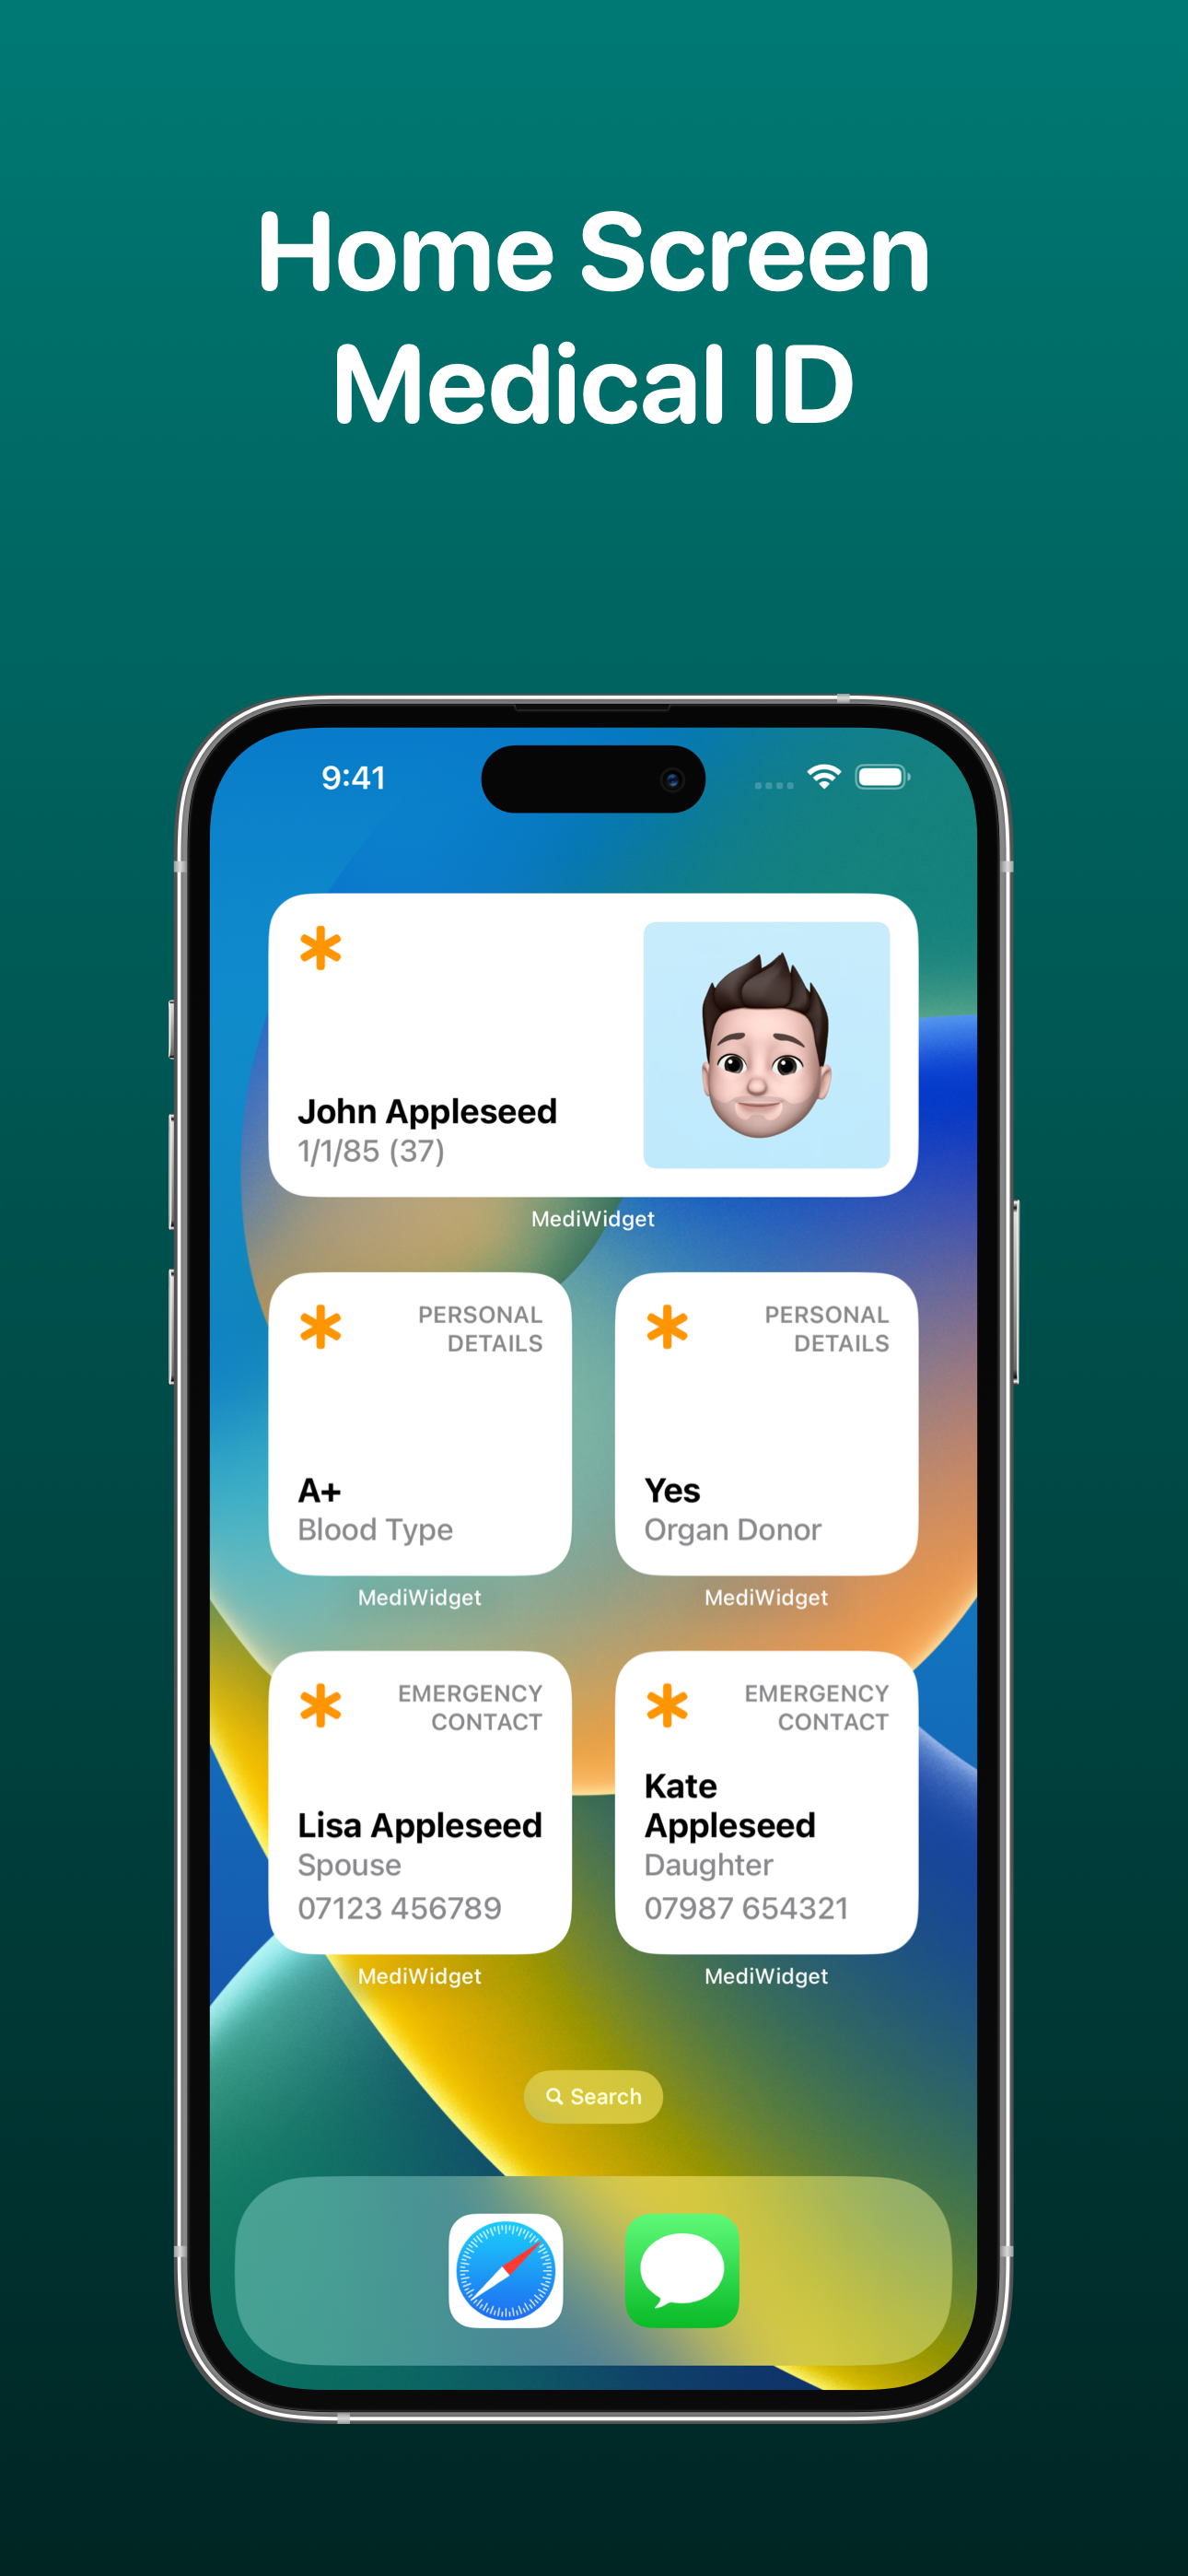 Home Screen
Medical ID
9:41
John Appleseed
1/1/85 (37)
MediWidget
PERSONAL
DETAILS
A+
Blood Type
MediWidget
PERSONAL
DETAILS
Yes
Organ Donor
MediWidget
EMERGENCY
CONTACT
Lisa Appleseed
Spouse
07123 456789
MediWidget
EMERGENCY
CONTACT
Kate
Appleseed
Daughter
07987 654321
MediWidget
Search